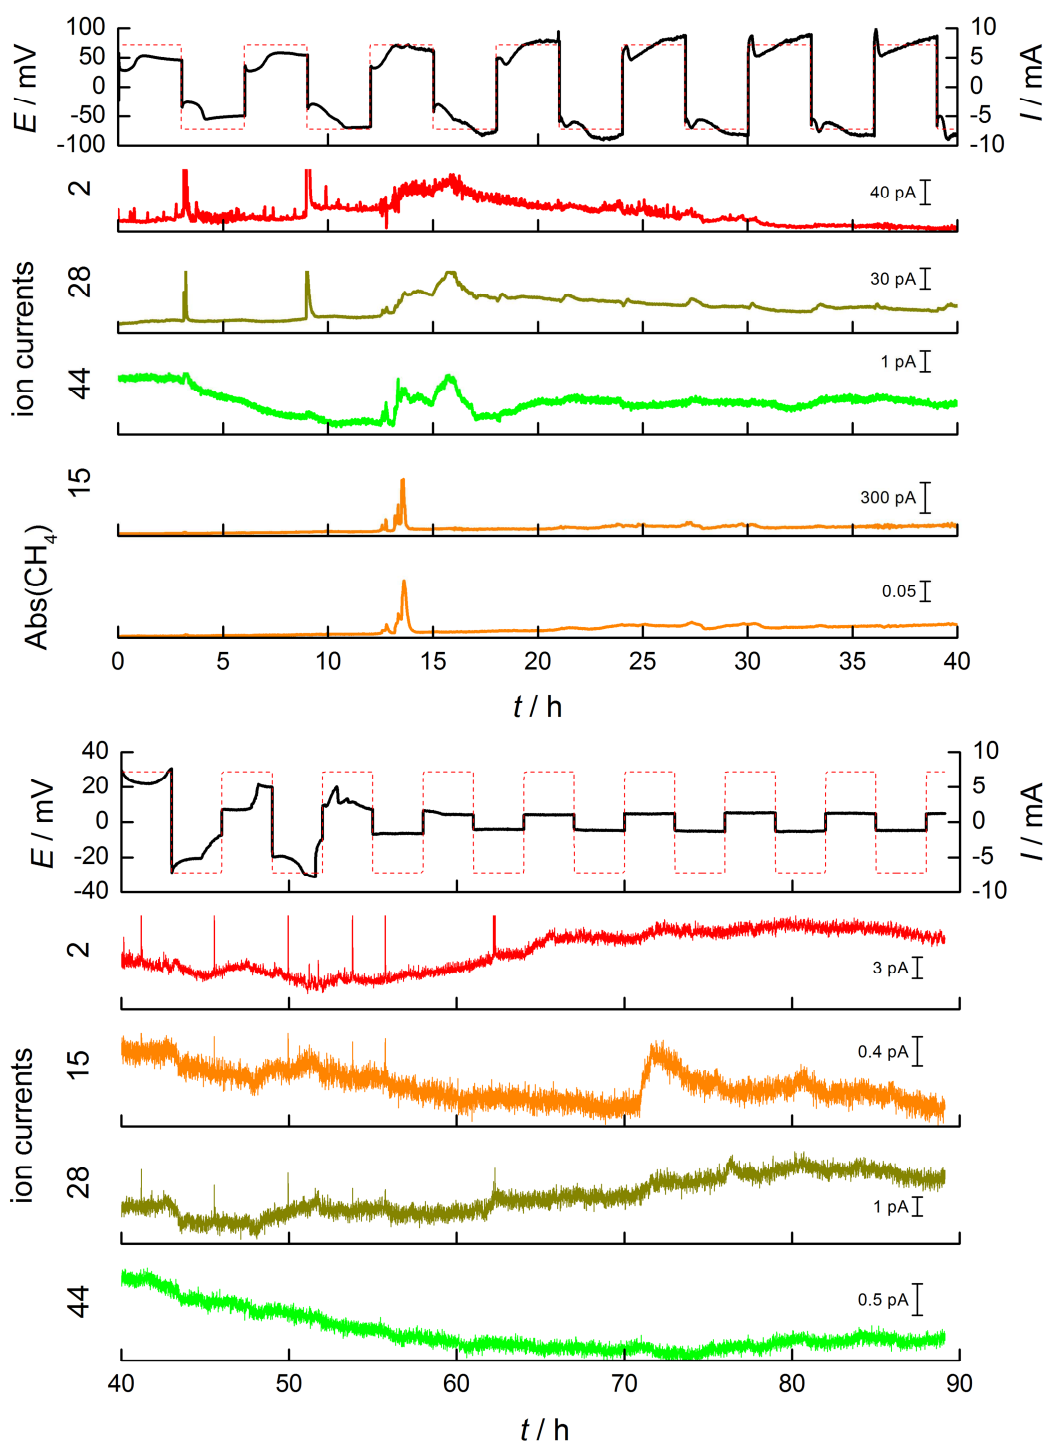 100
50
0
-50
-100
E / mV
10
5
0
-5
-10
I / mA
2
40 pA
28
30 pA
ion currents
44
1 pA
15
300 pA
Abs(CH4)
0.05
0 5 10 15 20 25 30 35 40
t / h
40
20
0
-20
-40
E / mV
10
5
0
-5
-10
I / mA
2
3 pA
15
0.4 pA
ion currents
28
1 pA
44
0.5 pA
40 50 60 70 80 90
t / h